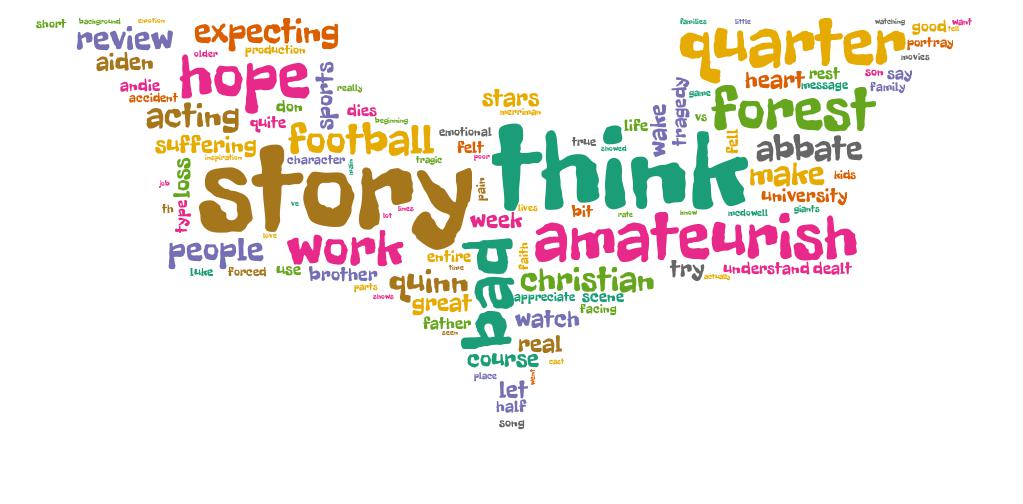 short
background
emotion
review
expecting
older
production
aiden
andie
hope
sports
really
accident
don
dies
beginning
acting
quite
football
stars
merriman
emotional
suffering
inspiration
character
main
tragic
felt
poor
job
loss
type
th
story
ve
lot
lines
love
pain
week
people
work
luke
forced
use
brother
parts
shows
entire
time
quinn
great
father
seen
families
little
watching
good
tell
want
quarter
portray
movies
heart
rest
message
son
say
family
tragedy
game
life
wake
vs
forest
true
showed
fell
abbate
think
make
kids
university
lives
bit
rate
know
mcdowell
giants
amateurish
faith
try
actually
understand
dealt
bad
christian
appreciate
scene
facing
watch
real
course
cast
place
went
let
half
song